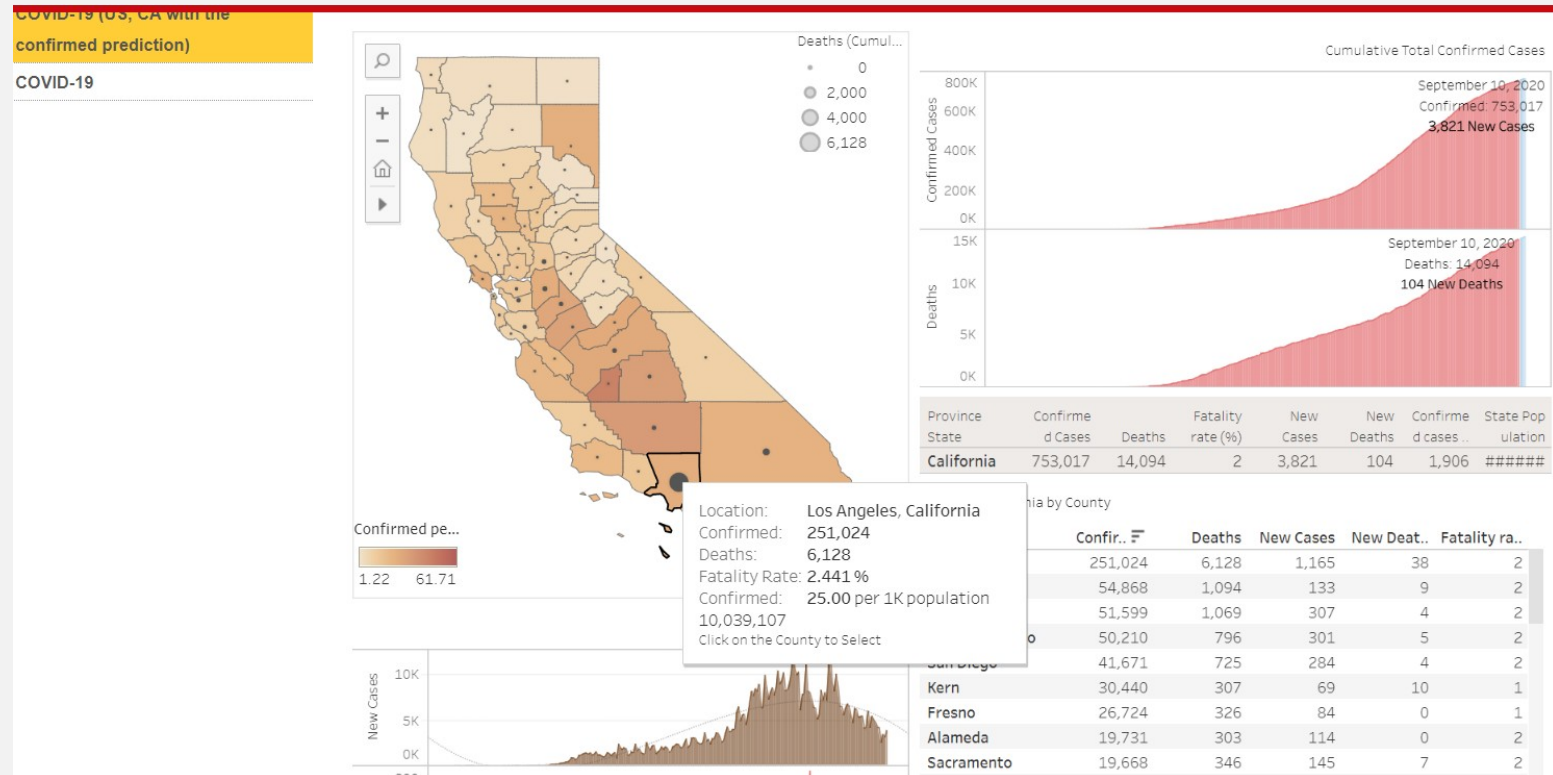 COVID-19 (US, CA with the
confirmed prediction)
COVID-19
Deaths (Cumul...
0
2,000
4,000
6,128
Confirmed pe...
1.22 61.71
Location: Los Angeles, California
Confirmed: 251,024
Deaths: 6,128
Fatality Rate: 2.441 %
Confirmed: 25.00 per 1K population
10,039,107
Click on the County to Select
New Cases
10K
5K
0K
Cumulative Total Confirmed Cases
Confirmed Cases
800K
600K
400K
200K
0K
September 10, 2020
Confirmed: 753,017
3,821 New Cases
Deaths
15K
10K
5K
0K
September 10, 2020
Deaths: 14,094
104 New Deaths
Province Confirme Fatality New New Confirme State Pop
State d Cases Deaths rate (%) Cases Deaths d cases .. ulation
California 753,017 14,094 2 3,821 104 1,906 ######
nia by County
Confir.. Deaths New Cases New Deat.. Fatality ra..
251,024 6,128 1,165 38 2
54,868 1,094 133 9 2
51,599 1,069 307 4 2
o 50,210 796 301 5 2
San Diego 41,671 725 284 4 2
Kern 30,440 307 69 10 1
Fresno 26,724 326 84 0 1
Alameda 19,731 303 114 0 2
Sacramento 19,668 346 145 7 2